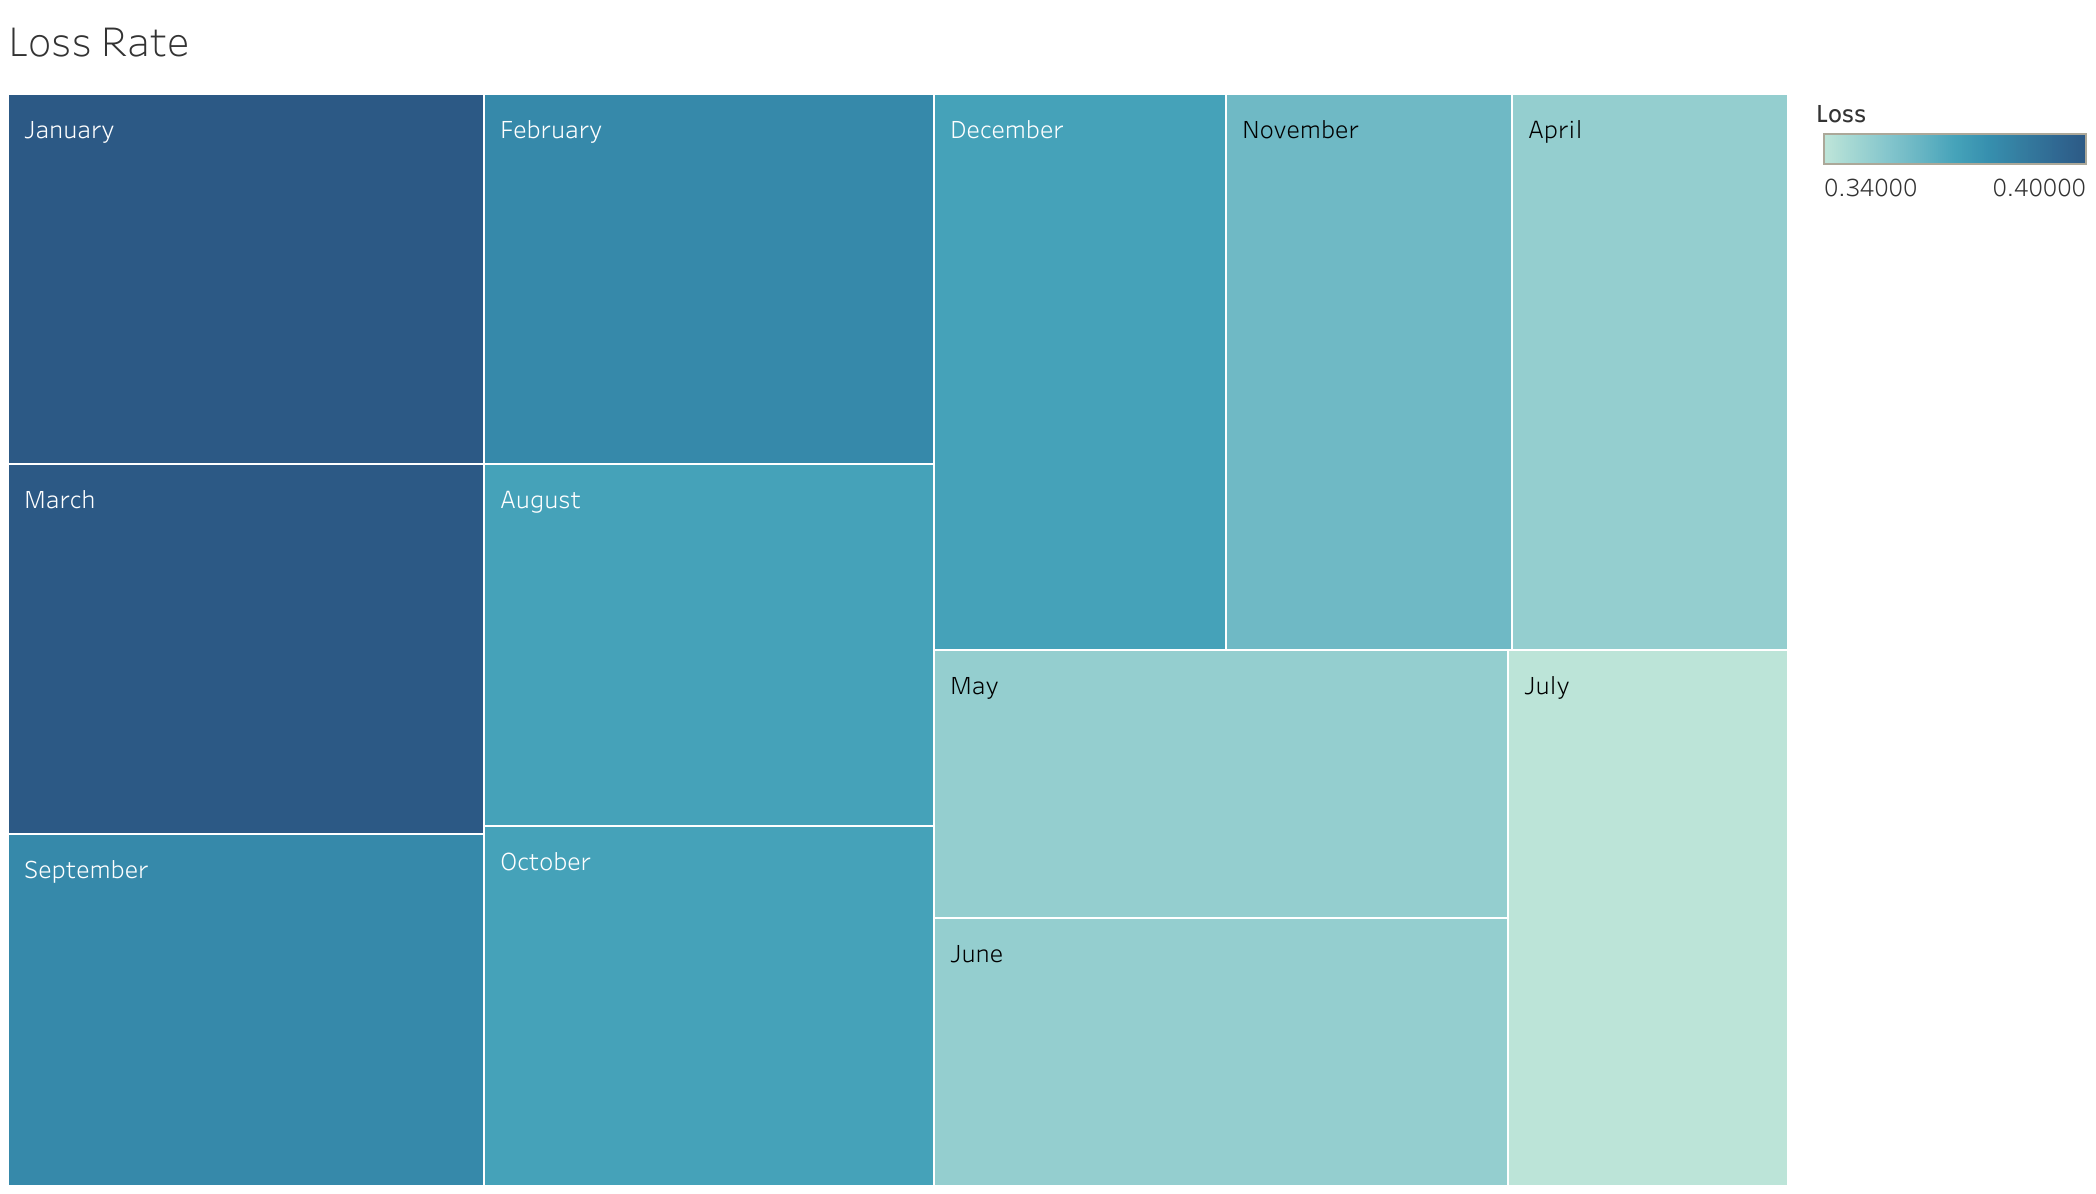 Loss Rate
January
February
December
November
April
Loss
0.34000 0.40000
March
August
May
July
September
October
June